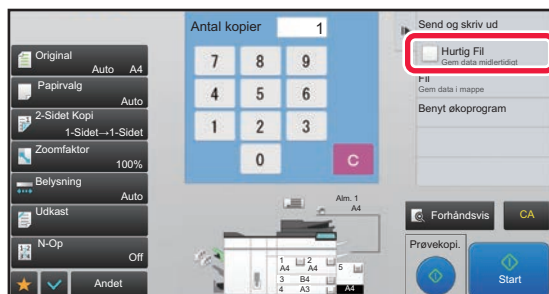 Original
Auto A4
Papirvalg
Auto
2-Sidet Kopi
1-Sidet→1-Sidet
Zoomfaktor
100%
Belysning
Auto
Udkast
N-Op
Off
Andet
Antal kopier 1
7 8 9
4 5 6
1 2 3
0 C
Alm. 1
A4
1 2
A4 A4
5
3 B4
4 A3
A4
Send og skriv ud
Hurtig Fil
Gem data midlertidigt
Fil
Gem data i mappe
Benyt økoprogram
Forhåndsvis CA
Prøvekopi.
Start